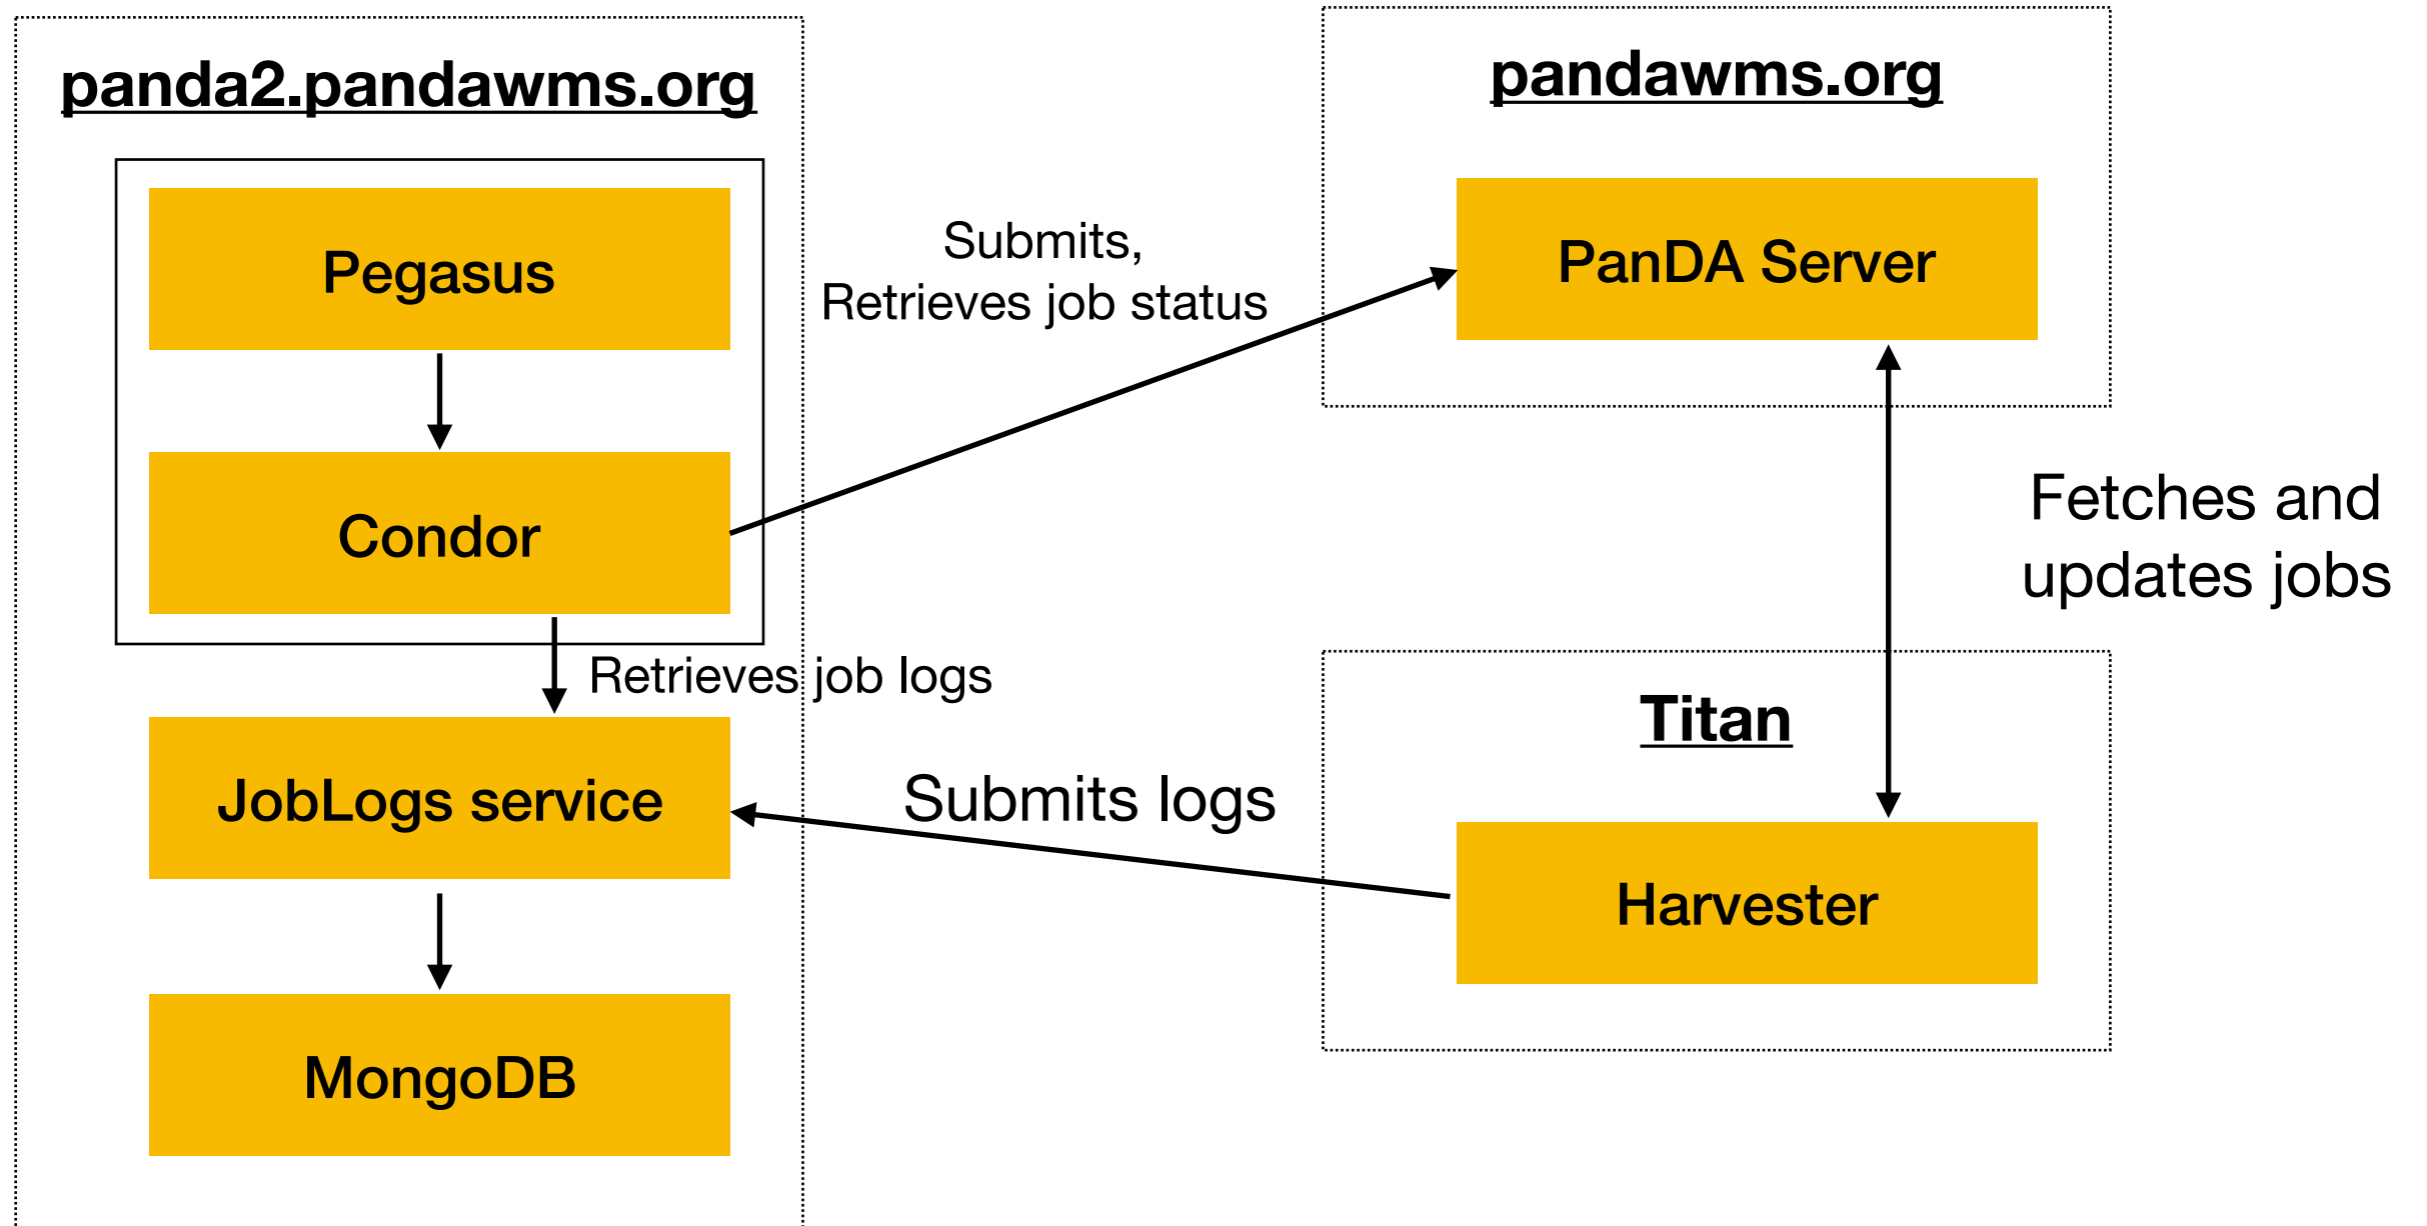 panda2.pandawms.org
Pegasus
Condor
Retrieves job logs
JobLogs service
MongoDB
Submits,
Retrieves job status
Submits logs
pandawms.org
PanDA Server
Fetches and
updates jobs
Titan
Harvester